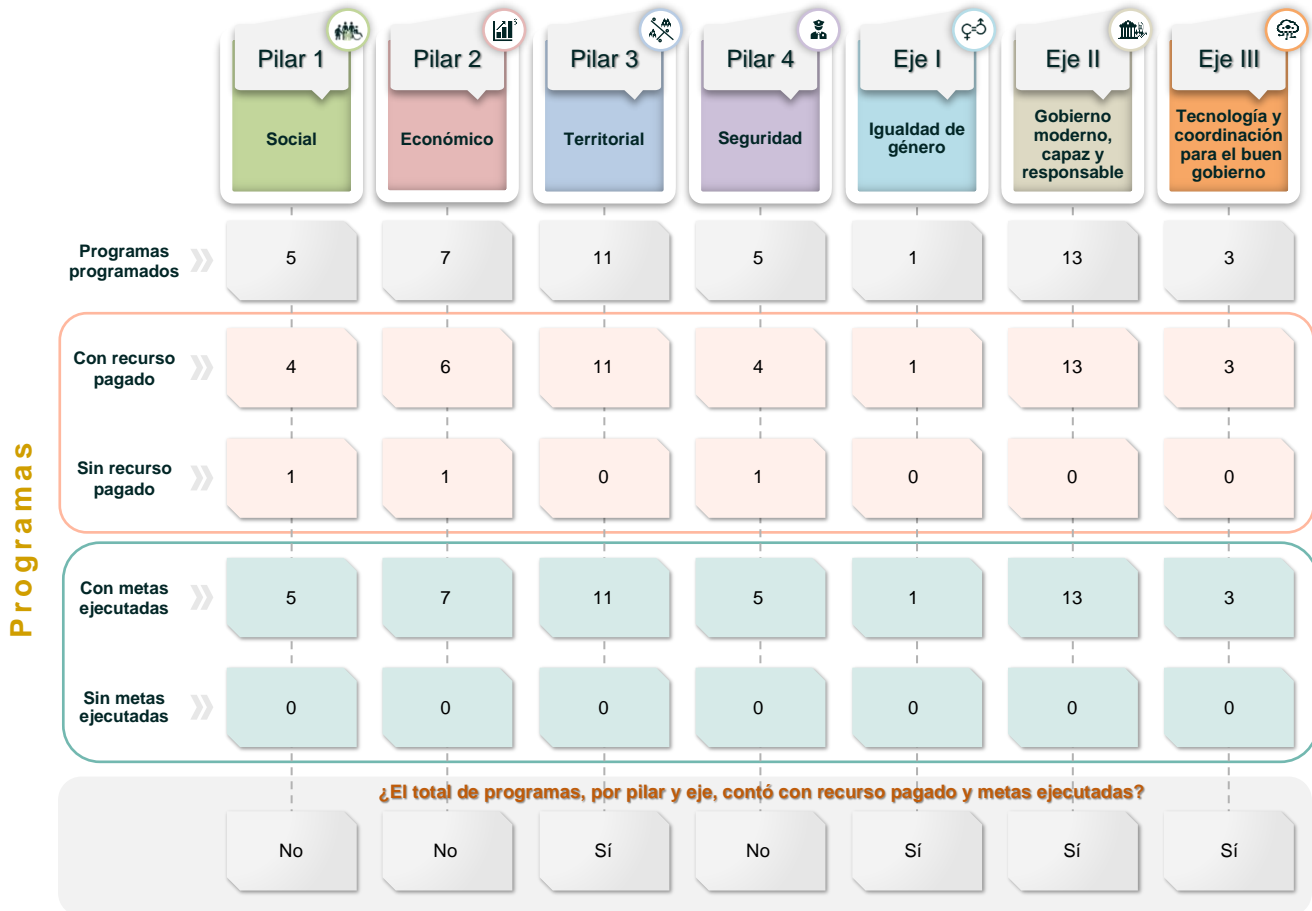 Pilar 1
Pilar 2
Pilar 3
Pilar 4
Eje I
Eje II
Eje III
Social
Económico
Territorial
Seguridad
Igualdad de
género
Gobierno
moderno,
capaz y
responsable
Tecnología y
coordinación
para el buen
gobierno
Programas
Programas
programados
5 7 11 5 1 13 3
Con recurso
pagado
4 6 11 4 1 13 3
Sin recurso
pagado
1 1 0 1 0 0 0
Con metas
ejecutadas
5 7 11 5 1 13 3
Sin metas
ejecutadas
0 0 0 0 0 0 0
¿El total de programas, por pilar y eje, contó con recurso pagado y metas ejecutadas?
No No Sí No Sí Sí Sí